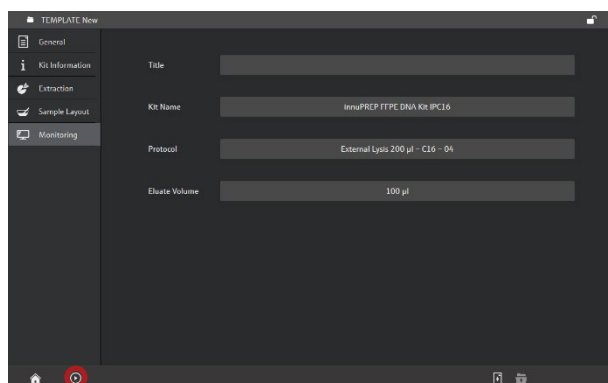 TEMPLATE New
General
Kit Information
Extraction
Sample Layout
Monitoring
Title
Kit Name
InnuPREP FFPE DNA Kit IPC16
Protocol
External Lysis 200 µl – C16 – 04
Eluate Volume
100 µl